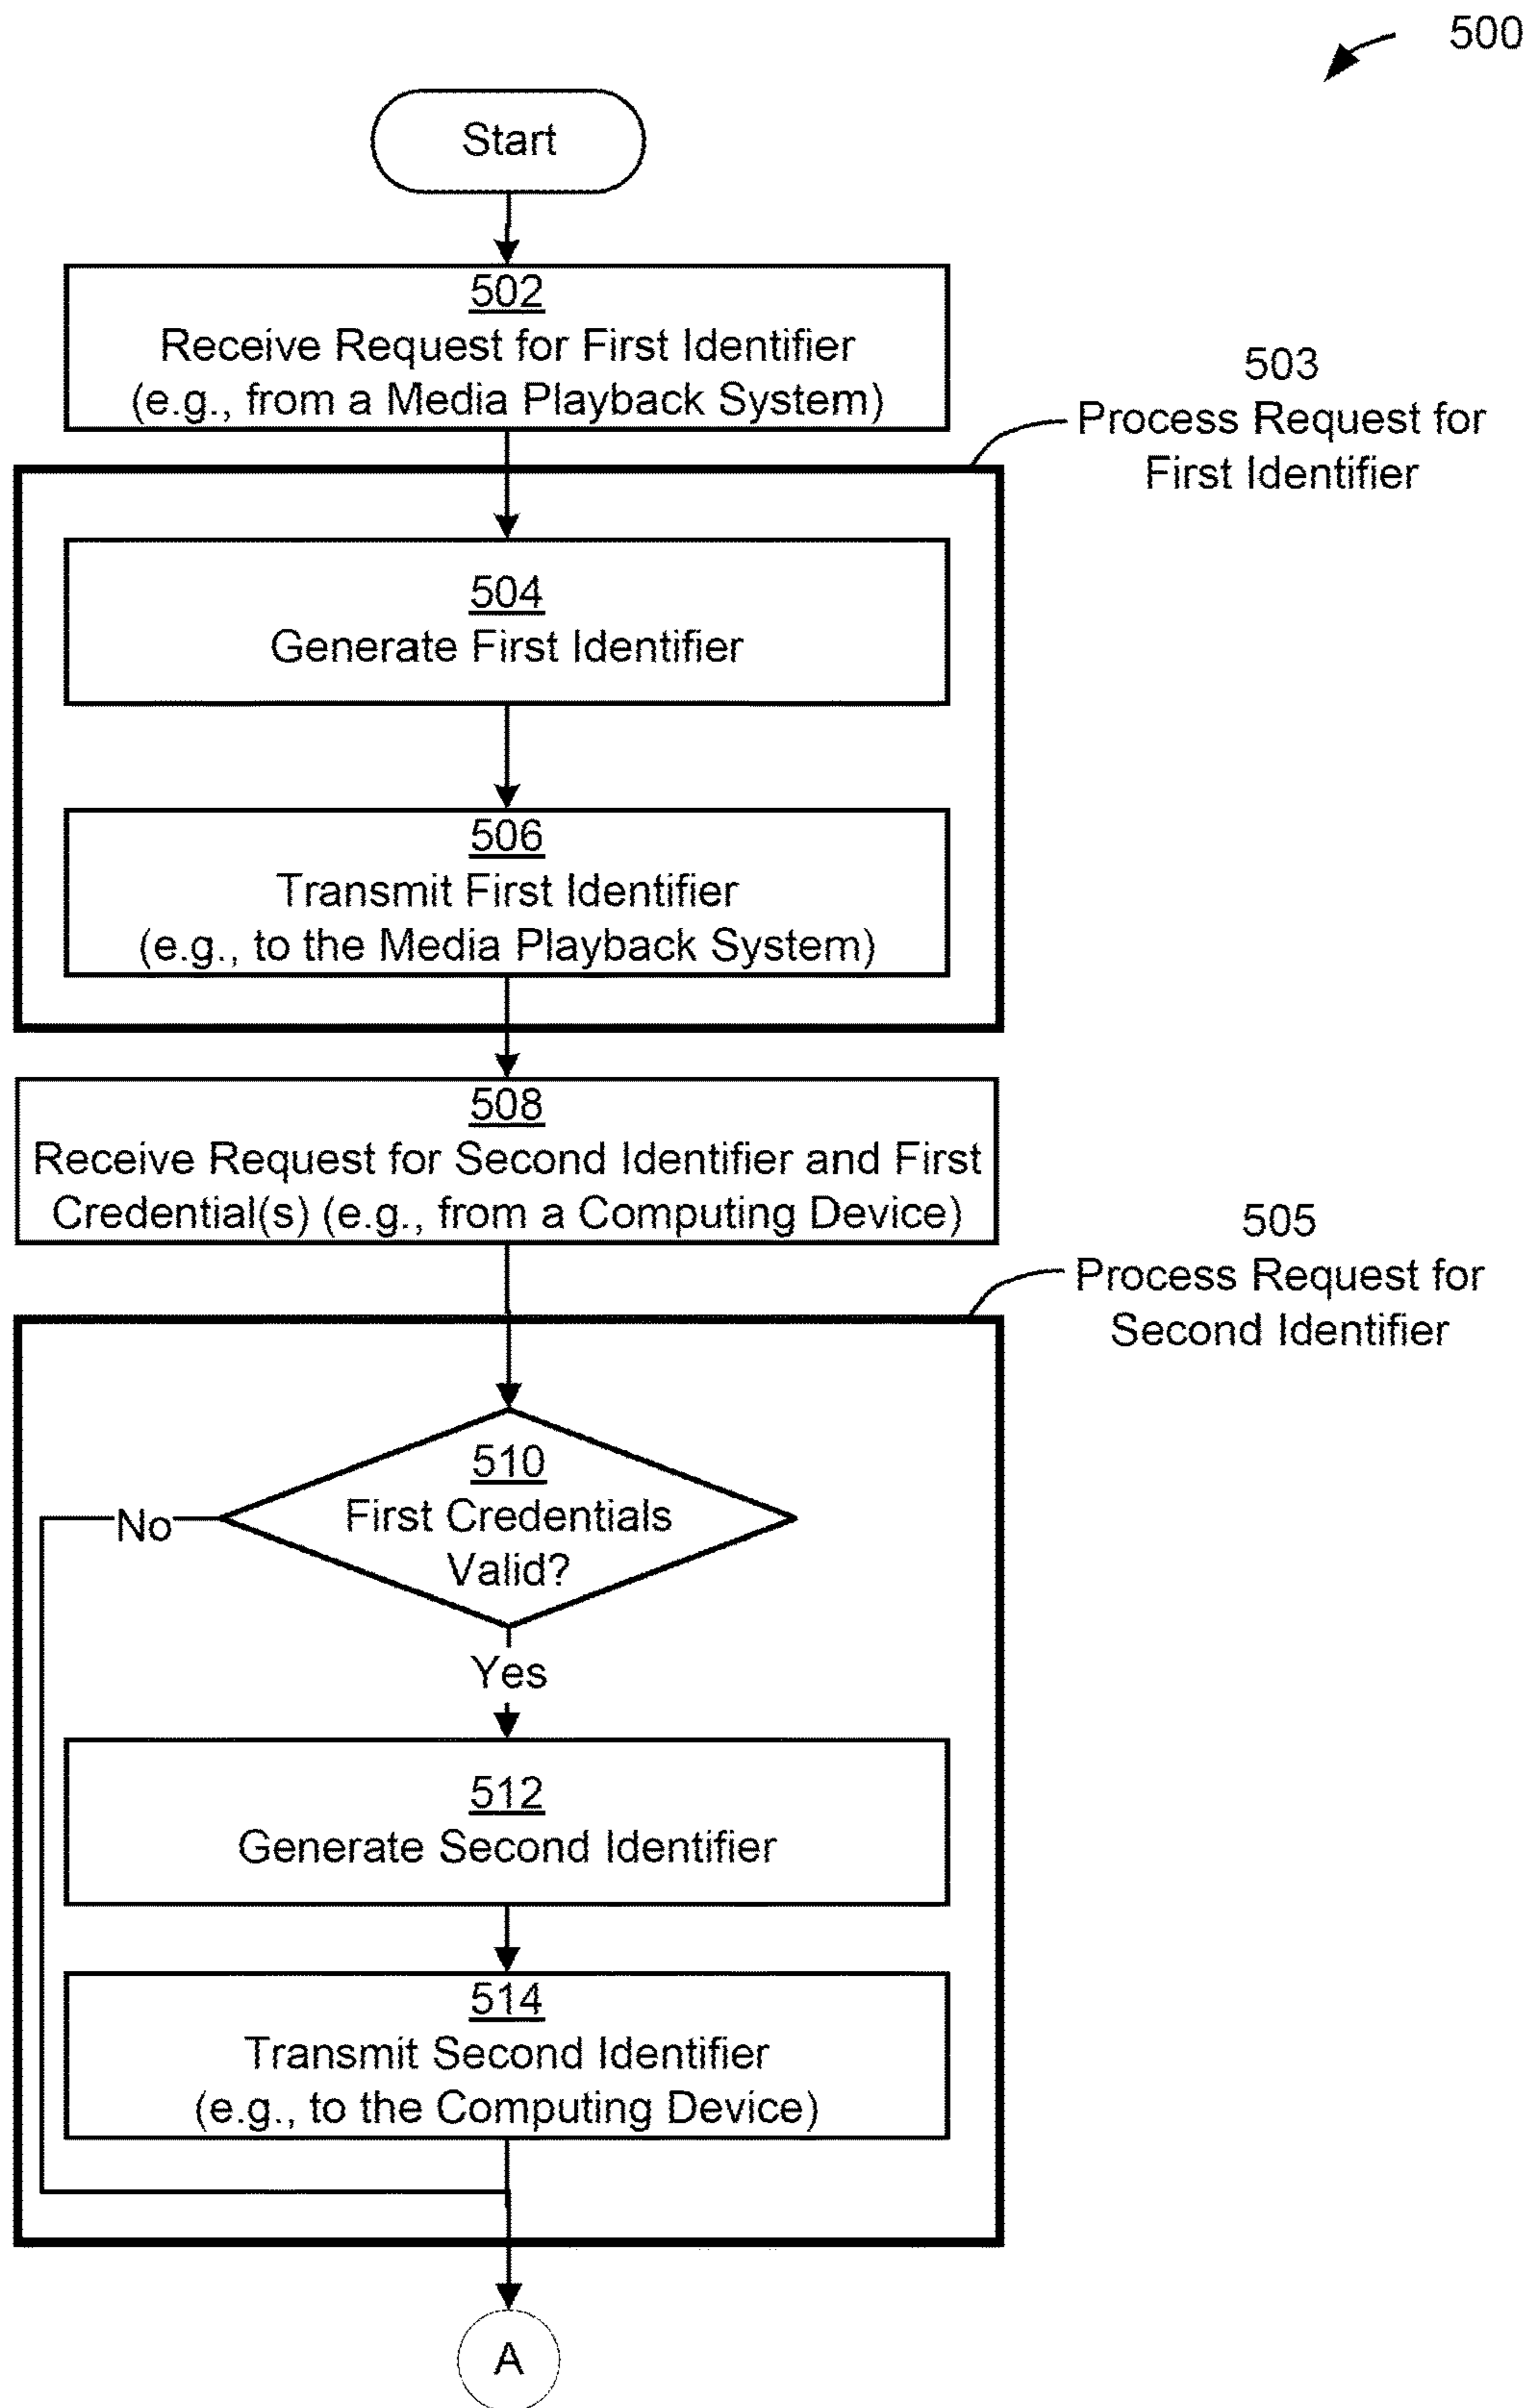 500
Start
502
Receive Request for First Identifier
(e.g., from a Media Playback System)
503
Process Request for
First Identifier
504
Generate First Identifier
506
Transmit First Identifier
(e.g., to the Media Playback System)
508
Receive Request for Second Identifier and First
Credential(s) (e.g., from a Computing Device)
505
Process Request for
Second Identifier
510
First Credentials
Valid?
No
Yes
512
Generate Second Identifier
514
Transmit Second Identifier
(e.g., to the Computing Device)
A